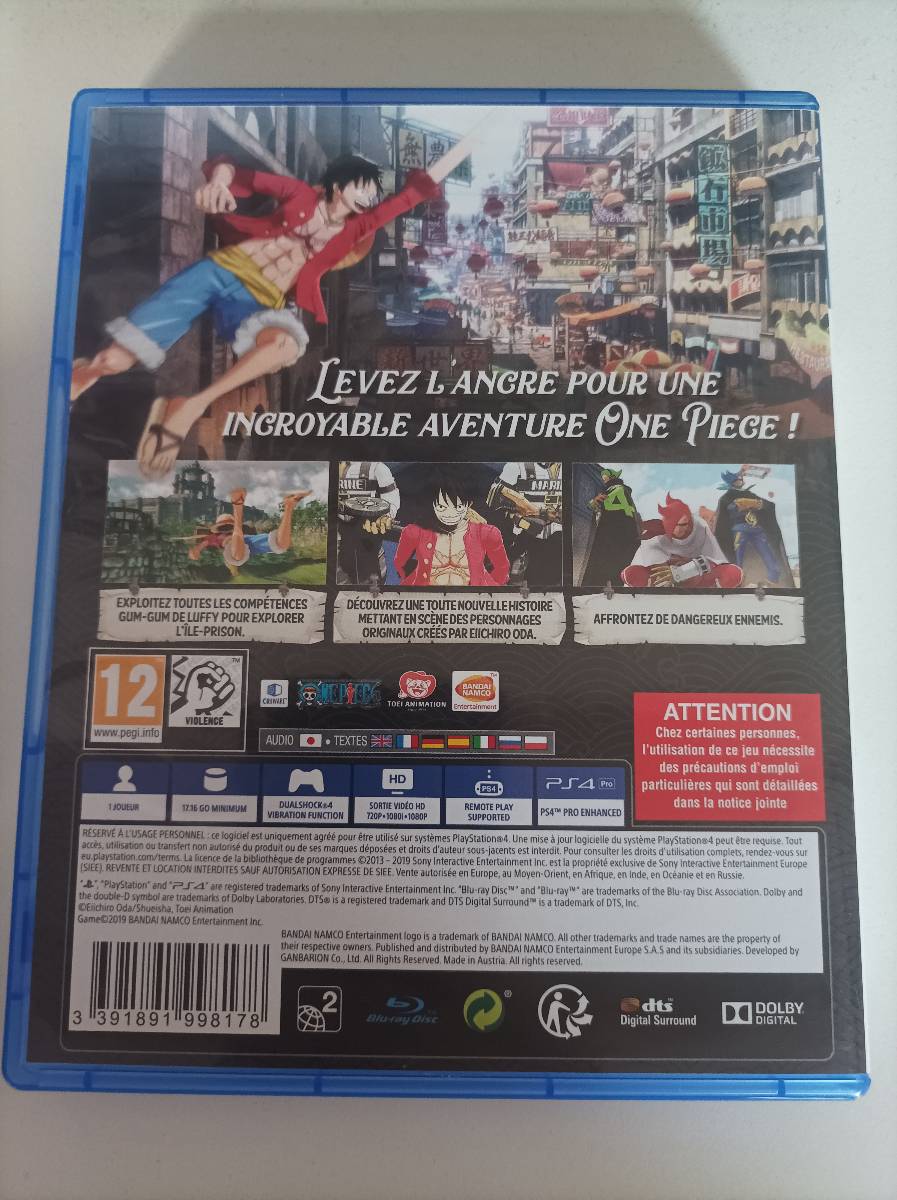 無
農
鉱石市場
LEVEZ L'ANCRE POUR UNE
INCROYABLE AVENTURE ONE PIECE !
RINE
MARI
4
EXPLOITEZ TOUTES LES COMPÉTENCES
GUM-GUM DE LUFFY POUR EXPLORER
L'ÎLE-PRISON.
DÉCOUVREZ UNE TOUTE NOUVELLE HISTOIRE
METTANT EN SCÈNE DES PERSONNAGES
ORIGINAUX CRÉÉS PAR EIICHIRO ODA.
AFFRONTEZ DE DANGEREUX ENNEMIS.
12
www.pegi.info
VIOLENCE
CRIWARE
ONE PIECE
TOEI ANIMATION
BANDAI
NAMCO
Entertainment
AUDIO • TEXTES
ATTENTION
Chez certaines personnes,
l'utilisation de ce jeu nécessite
des précautions d'emploi
particulières qui sont détaillées
dans la notice jointe
1 JOUEUR
17.16 GO MINIMUM
DUALSHOCK®4
VIBRATION FUNCTION
HD
SORTIE VIDÉO HD
720P•1080i•1080P
PS4
REMOTE PLAY
SUPPORTED
PS4 Pro
PS4™ PRO ENHANCED
RÉSERVÉ À L'USAGE PERSONNEL : ce logiciel est uniquement agréé pour être utilisé sur systèmes PlayStation®4. Une mise à jour logicielle du système PlayStation®4 peut être requise. Tout
accès, utilisation ou transfert non autorisé du produit ou de ses marques déposées et droits d'auteur sous-jacents est interdit. Pour consulter les droits d'utilisation complets, rendez-vous sur
eu.playstation.com/terms. La licence de la bibliothèque de programmes ©2013 – 2019 Sony Interactive Entertainment Inc. est la propriété exclusive de Sony Interactive Entertainment Europe
(SIEE). REVENTE ET LOCATION INTERDITES SAUF AUTORISATION EXPRESSE DE SIEE. Vente autorisée en Europe, au Moyen-Orient, en Afrique, en Inde, en Océanie et en Russie.
"PS", "PlayStation" and "PS4" are registered trademarks of Sony Interactive Entertainment Inc. "Blu-ray Disc™" and "Blu-ray™" are trademarks of the Blu-ray Disc Association. Dolby and
the double-D symbol are trademarks of Dolby Laboratories. DTS® is a registered trademark and DTS Digital Surround™ is a trademark of DTS, Inc.
©Eiichiro Oda/Shueisha, Toei Animation
Game©2019 BANDAI NAMCO Entertainment Inc.
BANDAI NAMCO Entertainment logo is a trademark of BANDAI NAMCO. All other trademarks and trade names are the property of
their respective owners. Published and distributed by BANDAI NAMCO Entertainment Europe S.A.S and its subsidiaries. Developed by
GANBARION Co., Ltd. All Rights Reserved. Made in Austria. All rights reserved.
3 391891 998178
2
Blu-ray Disc
®
dts
Digital Surround
DOLBY
DIGITAL